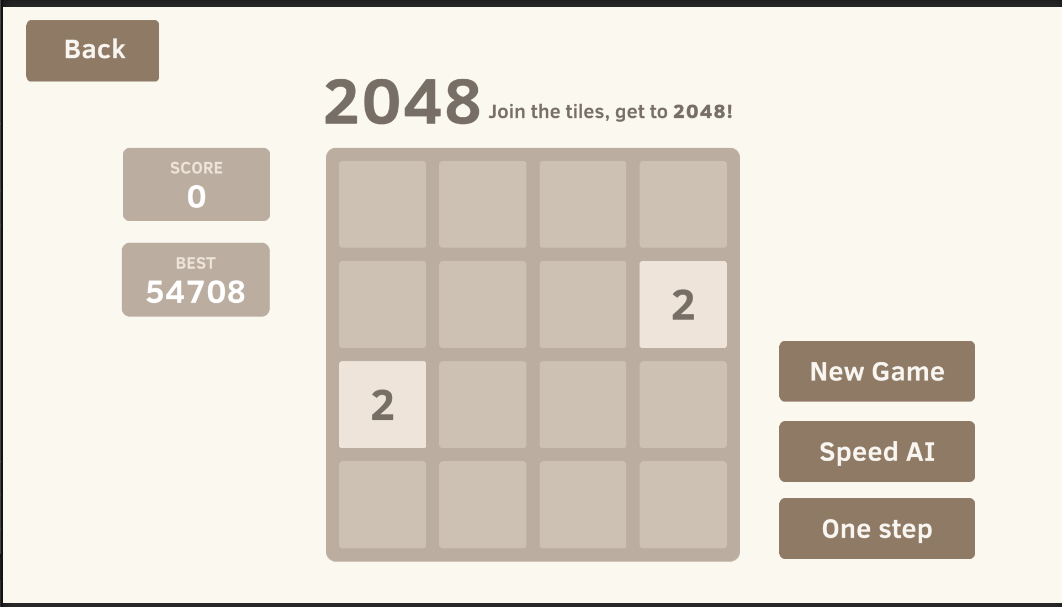 Back
2048 Join the tiles, get to 2048!
SCORE
0
BEST
54708
2
2
New Game
Speed AI
One step